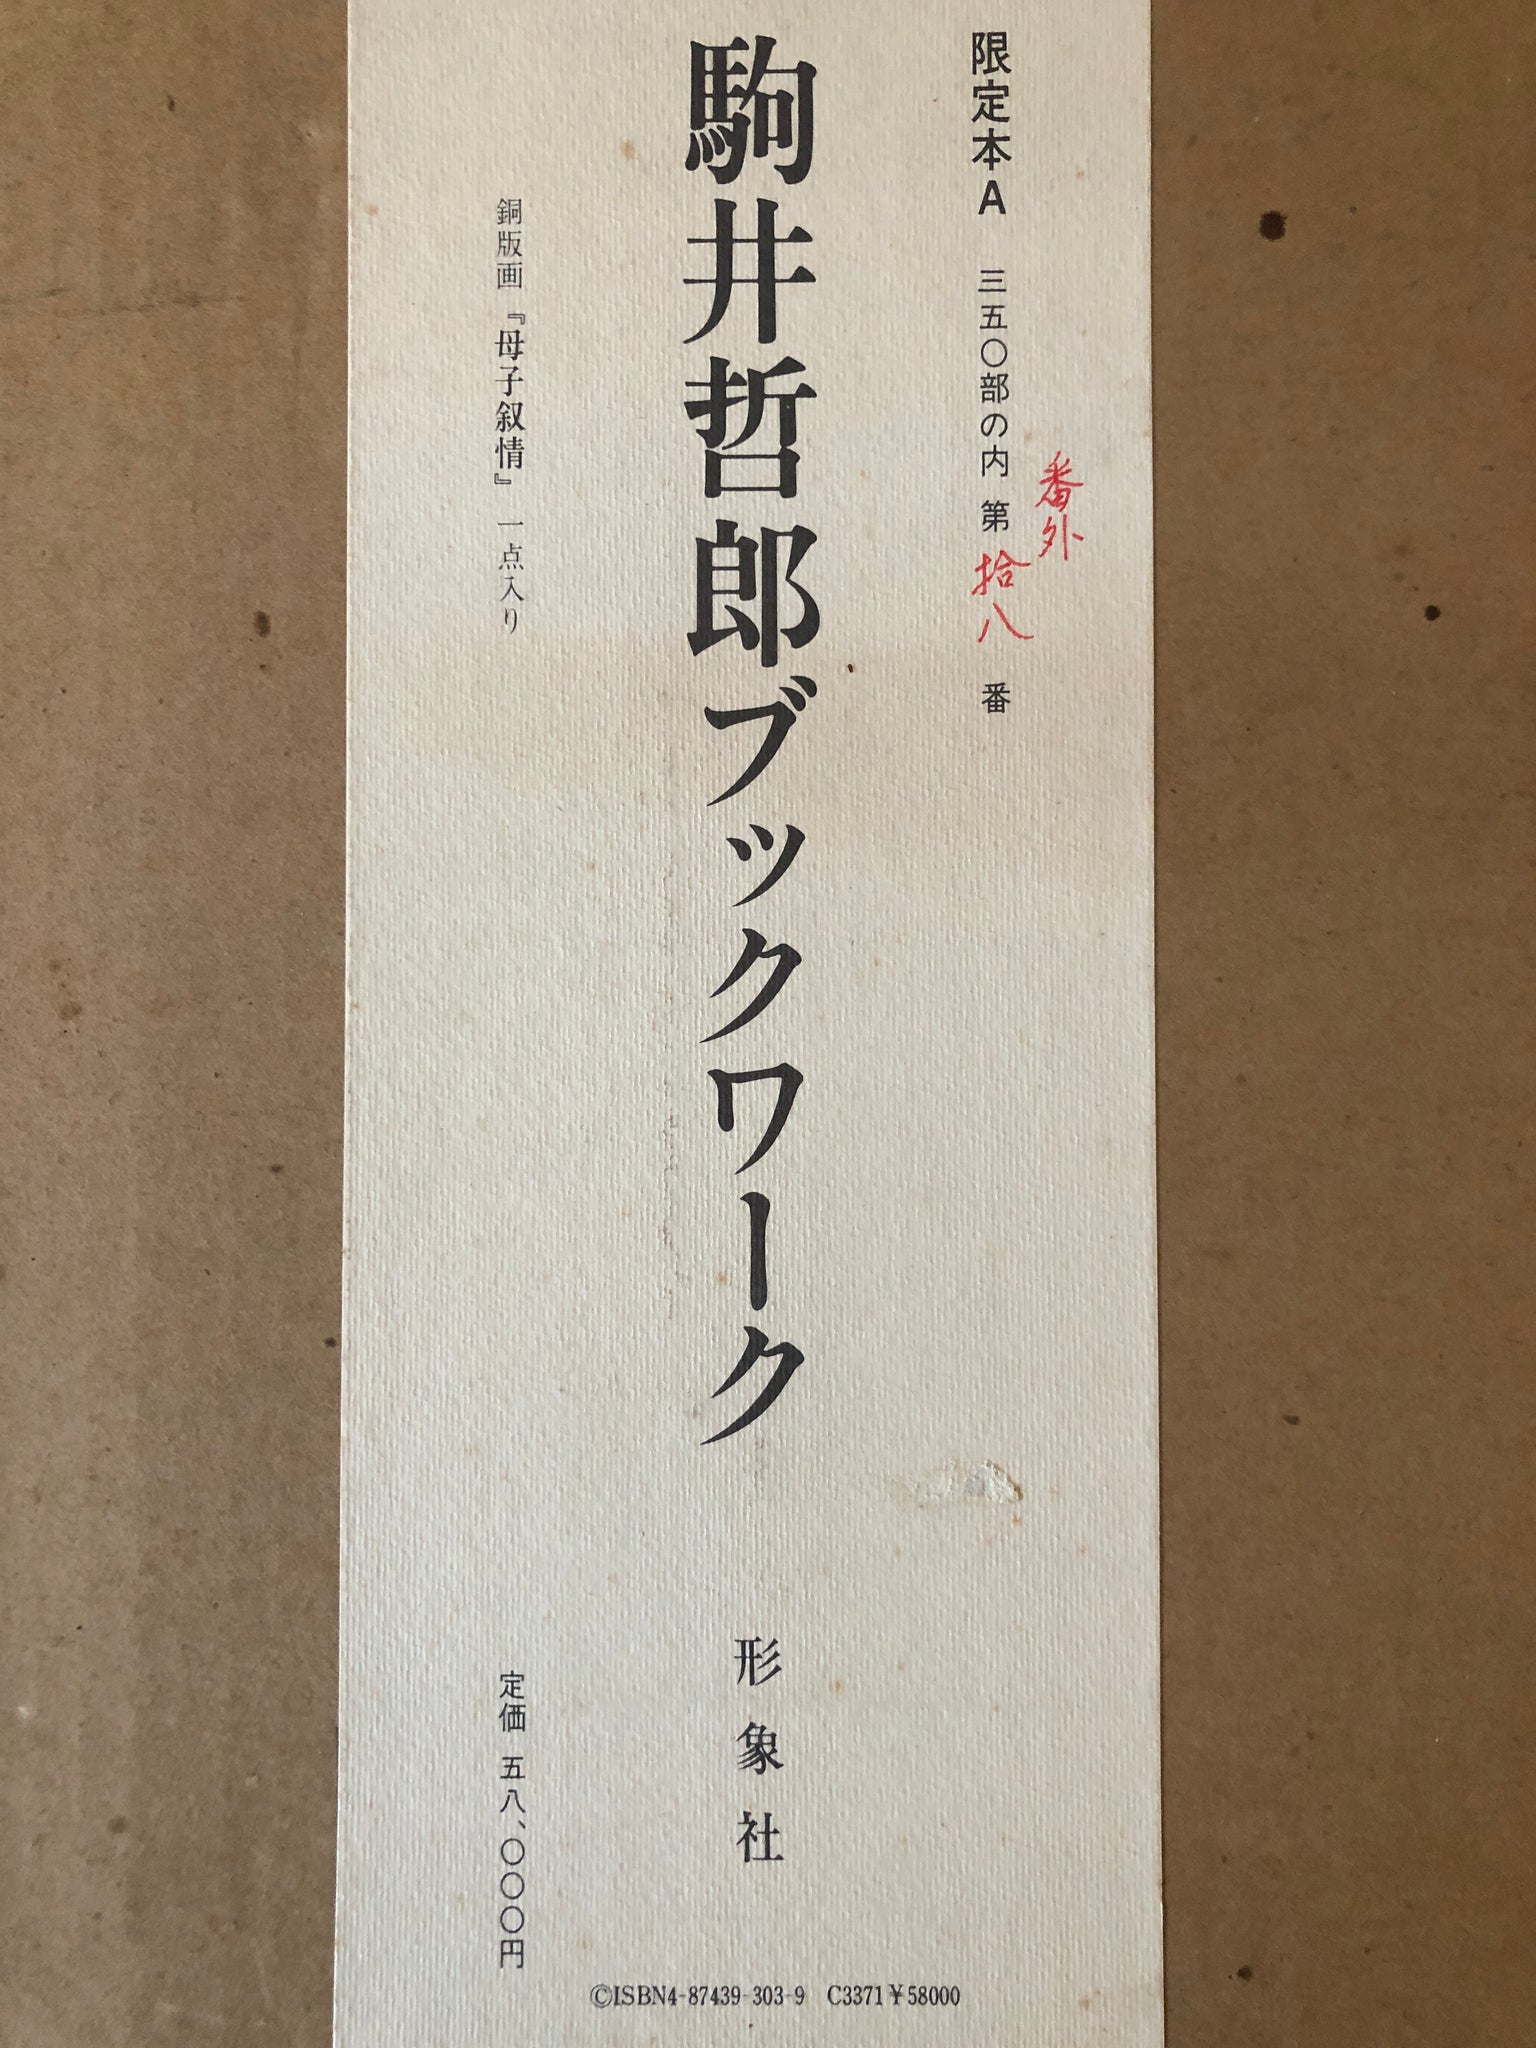 限定本A 三五〇部の内 第 拾八 番
番外
駒井哲郎ブックワーク
形象社
銅版画『母子叙情』一点入り
定価 五八、〇〇〇円
©ISBN4-87439-303-9 C3371￥58000